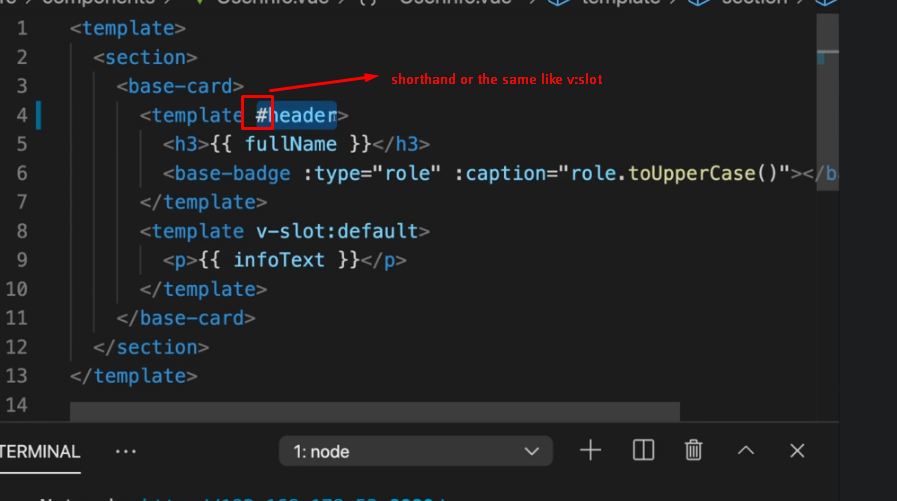 components > UserInfo.vue > {} "UserInfo.vue" > template > section >
1 <template>
2 <section>
3 <base-card>
shorthand or the same like v:slot
4 <template #header>
5 <h3>{{ fullName }}</h3>
6 <base-badge :type="role" :caption="role.toUpperCase()"></ba
7 </template>
8 <template v-slot:default>
9 <p>{{ infoText }}</p>
10 </template>
11 </base-card>
12 </section>
13 </template>
14
TERMINAL ... 1: node